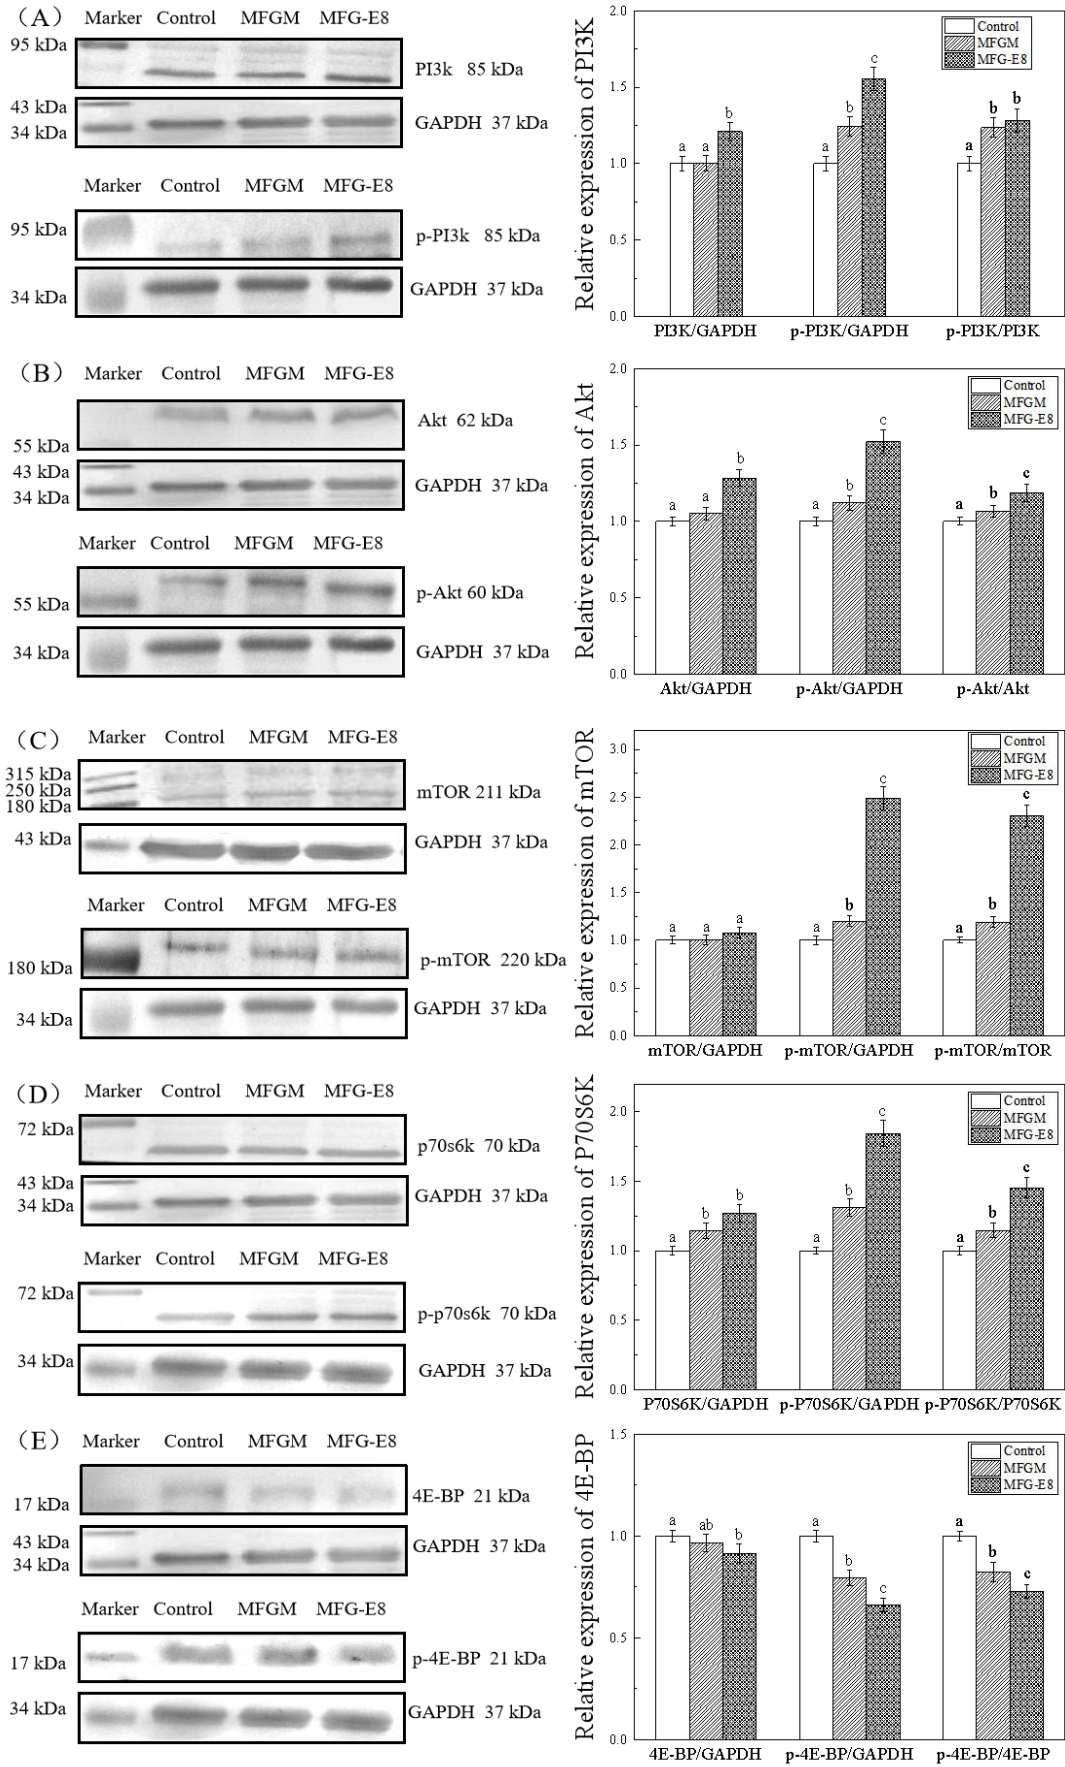 （A）
Marker Control MFGM MFG-E8
95 kDa
PI3k 85 kDa
43 kDa
34 kDa
GAPDH 37 kDa
Marker Control MFGM MFG-E8
95 kDa
p-PI3k 85 kDa
34 kDa
GAPDH 37 kDa
Relative expression of PI3K
2.0
1.5
1.0
0.5
0.0
Control
MFGM
MFG-E8
a a b
a b c
a b b
PI3K/GAPDH p-PI3K/GAPDH p-PI3K/PI3K
（B）
Marker Control MFGM MFG-E8
Akt 62 kDa
55 kDa
43 kDa
34 kDa
GAPDH 37 kDa
Marker Control MFGM MFG-E8
55 kDa
p-Akt 60 kDa
34 kDa
GAPDH 37 kDa
Relative expression of Akt
2.0
1.5
1.0
0.5
0.0
Control
MFGM
MFG-E8
a a b
a b c
a b c
Akt/GAPDH p-Akt/GAPDH p-Akt/Akt
（C）
Marker Control MFGM MFG-E8
315 kDa
250 kDa
180 kDa
mTOR 211 kDa
43 kDa
GAPDH 37 kDa
Marker Control MFGM MFG-E8
180 kDa
p-mTOR 220 kDa
34 kDa
GAPDH 37 kDa
Relative expression of mTOR
3.0
2.5
2.0
1.5
1.0
0.5
0.0
Control
MFGM
MFG-E8
a a a
a b c
a b c
mTOR/GAPDH p-mTOR/GAPDH p-mTOR/mTOR
（D）
Marker Control MFGM MFG-E8
72 kDa
p70s6k 70 kDa
43 kDa
34 kDa
GAPDH 37 kDa
Marker Control MFGM MFG-E8
72 kDa
p-p70s6k 70 kDa
34 kDa
GAPDH 37 kDa
Relative expression of P70S6K
2.0
1.5
1.0
0.5
0.0
Control
MFGM
MFG-E8
a b b
a b c
a b c
P70S6K/GAPDH p-P70S6K/GAPDH p-P70S6K/P70S6K
（E）
Marker Control MFGM MFG-E8
17 kDa
4E-BP 21 kDa
43 kDa
34 kDa
GAPDH 37 kDa
Marker Control MFGM MFG-E8
17 kDa
p-4E-BP 21 kDa
34 kDa
GAPDH 37 kDa
Relative expression of 4E-BP
1.5
1.0
0.5
0.0
Control
MFGM
MFG-E8
a ab b
a b c
a b c
4E-BP/GAPDH p-4E-BP/GAPDH p-4E-BP/4E-BP